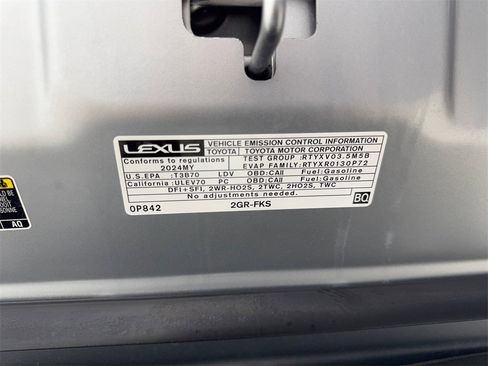 LEXUS VEHICLE EMISSION CONTROL INFORMATION
TOYOTA TOYOTA MOTOR CORPORATION
Conforms to regulations TEST GROUP :RTYXV03.5M5B
2024MY EVAP FAMILY:RTYXR0130P72
U.S.EPA :T3B70 LDV OBD:CAII Fuel:Gasoline
California:ULEV70 PC OBD:CAII Fuel:Gasoline
DFI+SFI, 2WR-HO2S, 2TWC, 2HO2S, TWC
No adjustments needed.
0P842 2GR-FKS BQ
AQ